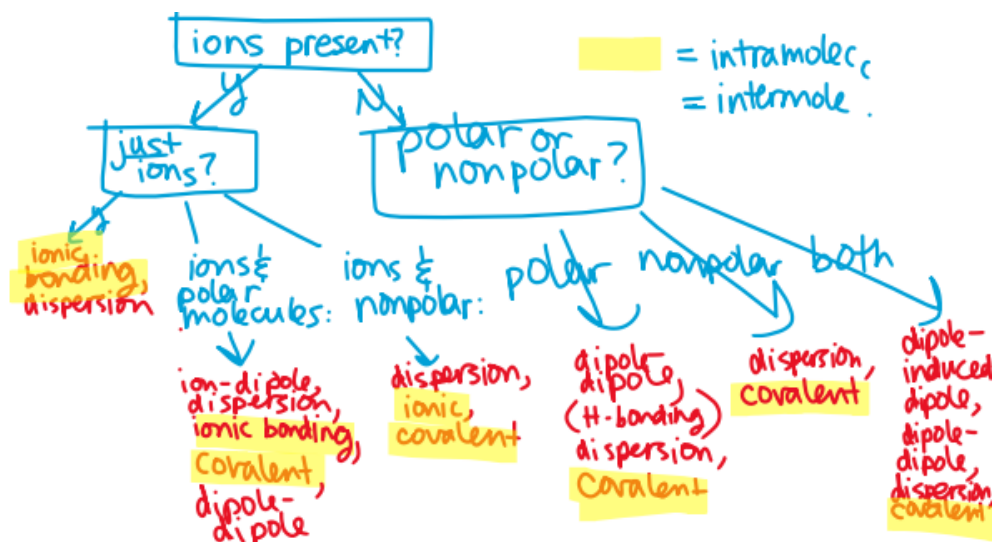 ions present?
= intramolec
= intermole.
Y
N
just
ions?
polar or
nonpolar?
Y
ionic
bonding,
dispersion
ions &
polar
molecules:
ions &
nonpolar:
polar
nonpolar
both
ion-dipole,
dispersion,
ionic bonding,
covalent,
dipole-
dipole
dispersion,
ionic,
covalent
dipole-
dipole,
(H-bonding)
dispersion,
covalent
dispersion,
covalent
dipole-
induced
dipole,
dipole-
dipole,
dispersion,
covalent